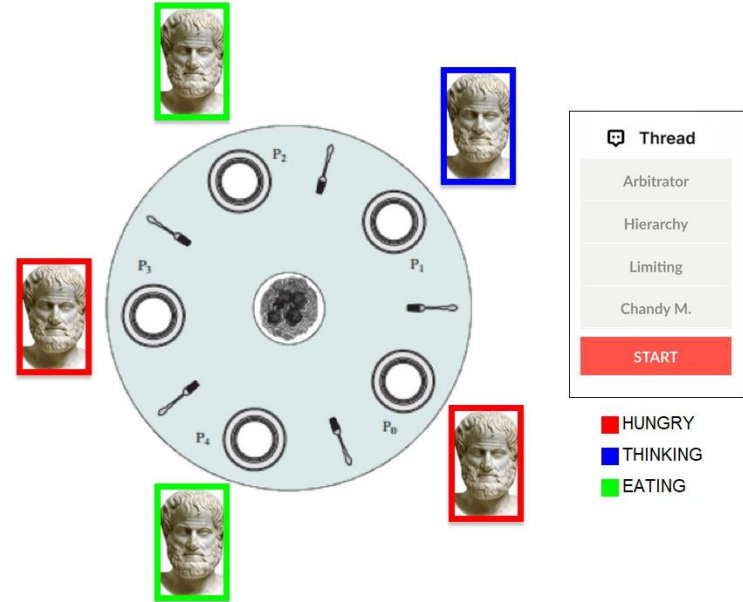 P2
P1
P3
P4
P0
Thread
Arbitrator
Hierarchy
Limiting
Chandy M.
START
HUNGRY
THINKING
EATING